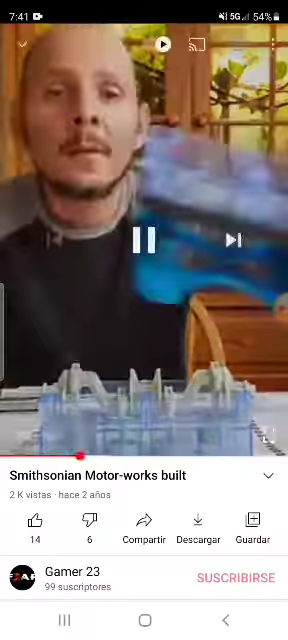 7:41
5G 54%
Smithsonian Motor-works built
2 K vistas · hace 2 años
14
6
Compartir
Descargar
Guardar
Gamer 23
99 suscriptores
SUSCRIBIRSE